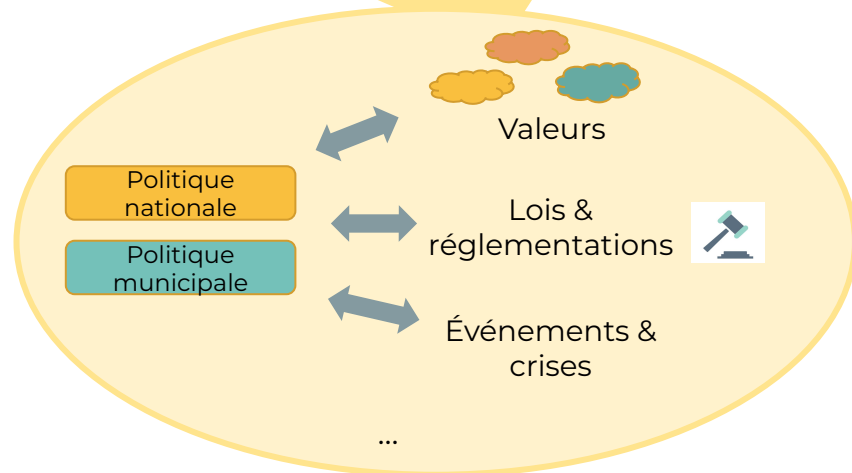 Politique
nationale
Politique
municipale
Valeurs
Lois &
réglementations
Événements &
crises
...